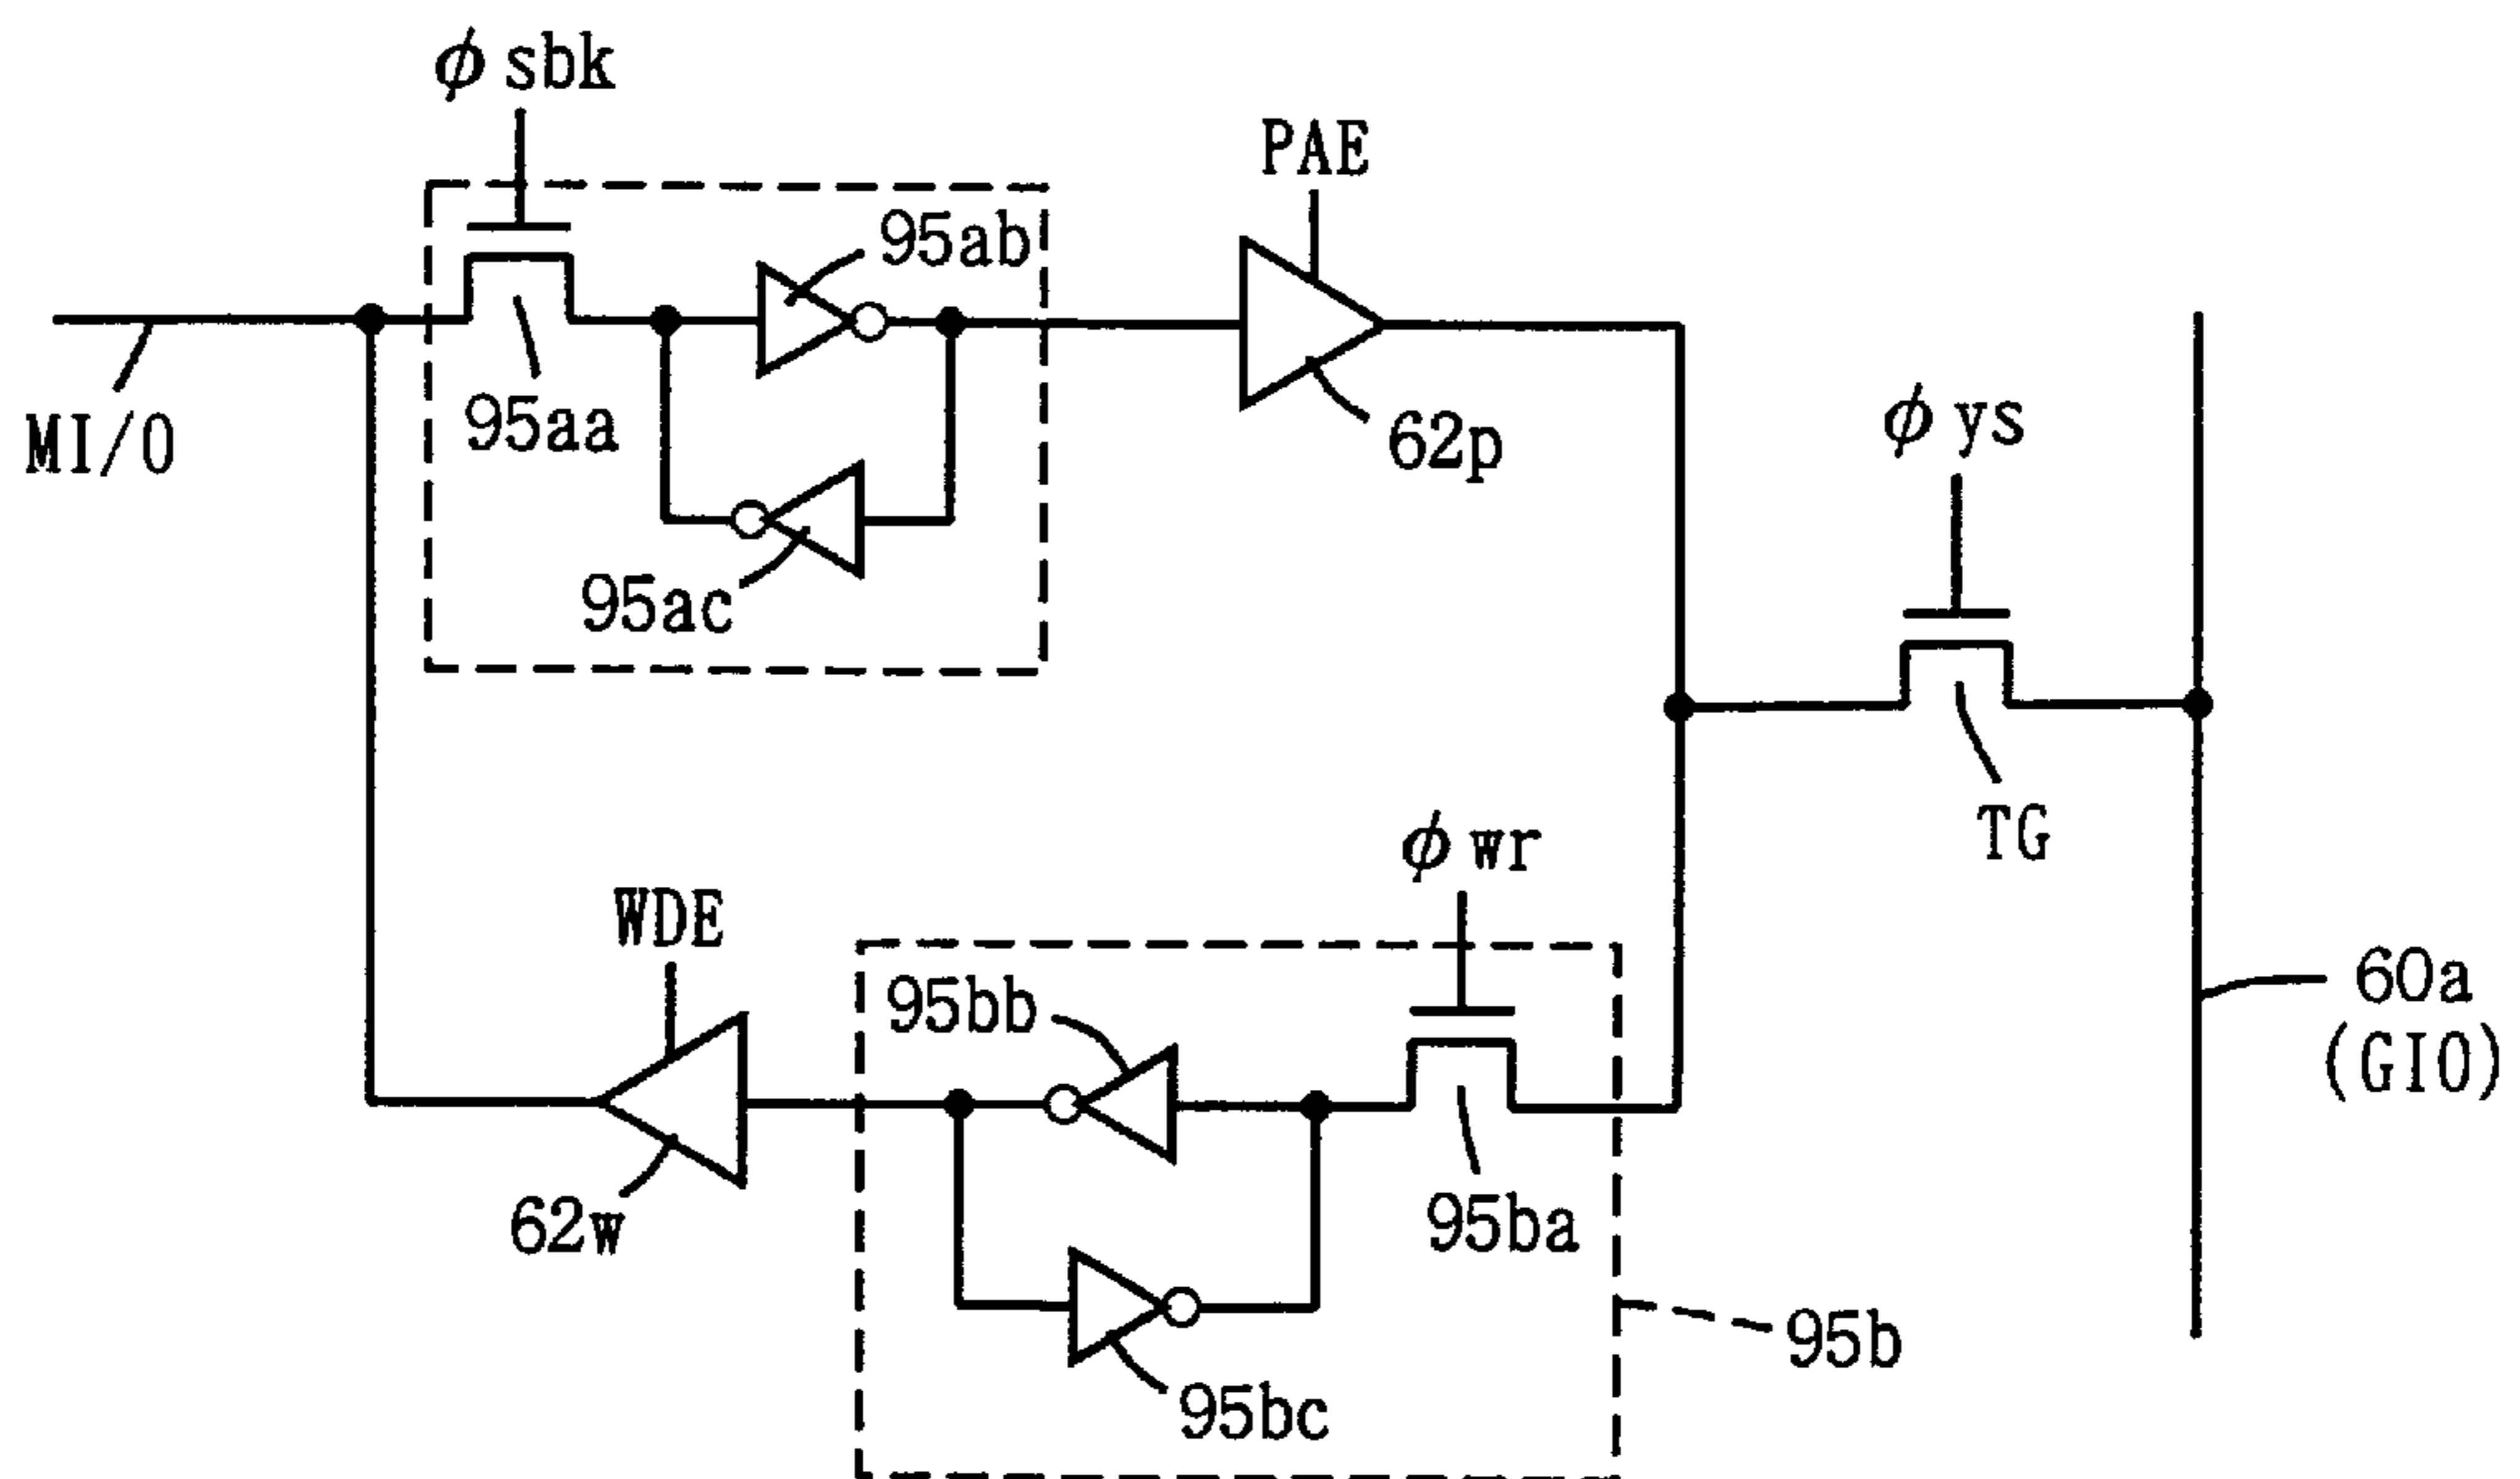 φ sbk
PAE
95ab
MI/O
95aa
62p
φ ys
95ac
TG
φ wr
WDE
95bb
60a
(GIO)
62w
95ba
95b
95bc